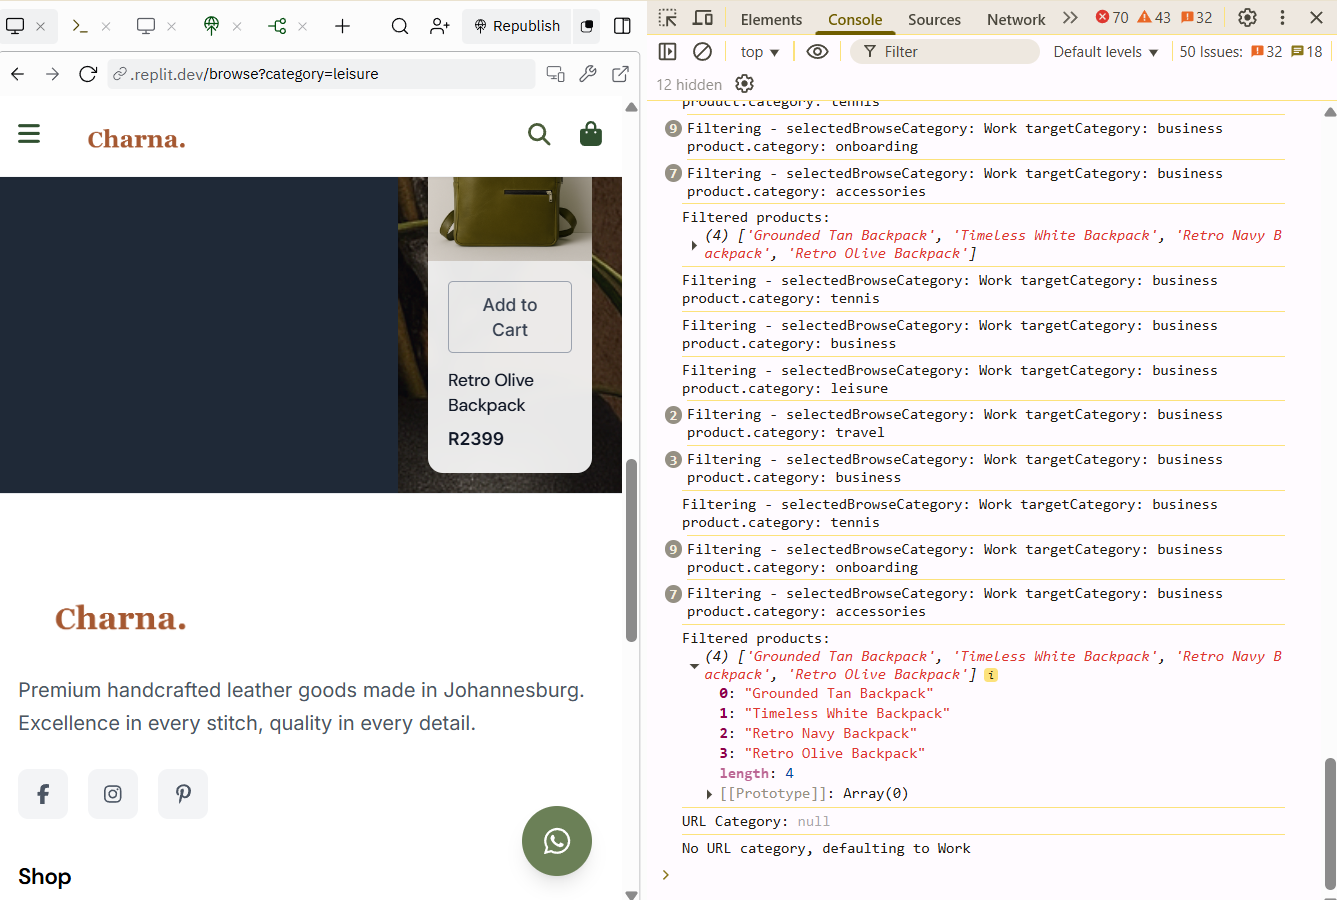 Republish
.replit.dev/browse?category=leisure
Charna.
Add to
Cart
Retro Olive
Backpack
R2399
Charna.
Premium handcrafted leather goods made in Johannesburg.
Excellence in every stitch, quality in every detail.
Shop
Elements
Console
Sources
Network
70
43
32
top
Filter
Default levels
50 Issues:
32
18
12 hidden
product.category: tennis
9
Filtering - selectedBrowseCategory: Work targetCategory: business
product.category: onboarding
7
Filtering - selectedBrowseCategory: Work targetCategory: business
product.category: accessories
Filtered products:
(4) ['Grounded Tan Backpack', 'Timeless White Backpack', 'Retro Navy B
ackpack', 'Retro Olive Backpack']
Filtering - selectedBrowseCategory: Work targetCategory: business
product.category: tennis
Filtering - selectedBrowseCategory: Work targetCategory: business
product.category: business
Filtering - selectedBrowseCategory: Work targetCategory: business
product.category: leisure
2
Filtering - selectedBrowseCategory: Work targetCategory: business
product.category: travel
3
Filtering - selectedBrowseCategory: Work targetCategory: business
product.category: business
Filtering - selectedBrowseCategory: Work targetCategory: business
product.category: tennis
9
Filtering - selectedBrowseCategory: Work targetCategory: business
product.category: onboarding
7
Filtering - selectedBrowseCategory: Work targetCategory: business
product.category: accessories
Filtered products:
(4) ['Grounded Tan Backpack', 'Timeless White Backpack', 'Retro Navy B
ackpack', 'Retro Olive Backpack'] i
0: "Grounded Tan Backpack"
1: "Timeless White Backpack"
2: "Retro Navy Backpack"
3: "Retro Olive Backpack"
length: 4
[[Prototype]]: Array(0)
URL Category: null
No URL category, defaulting to Work